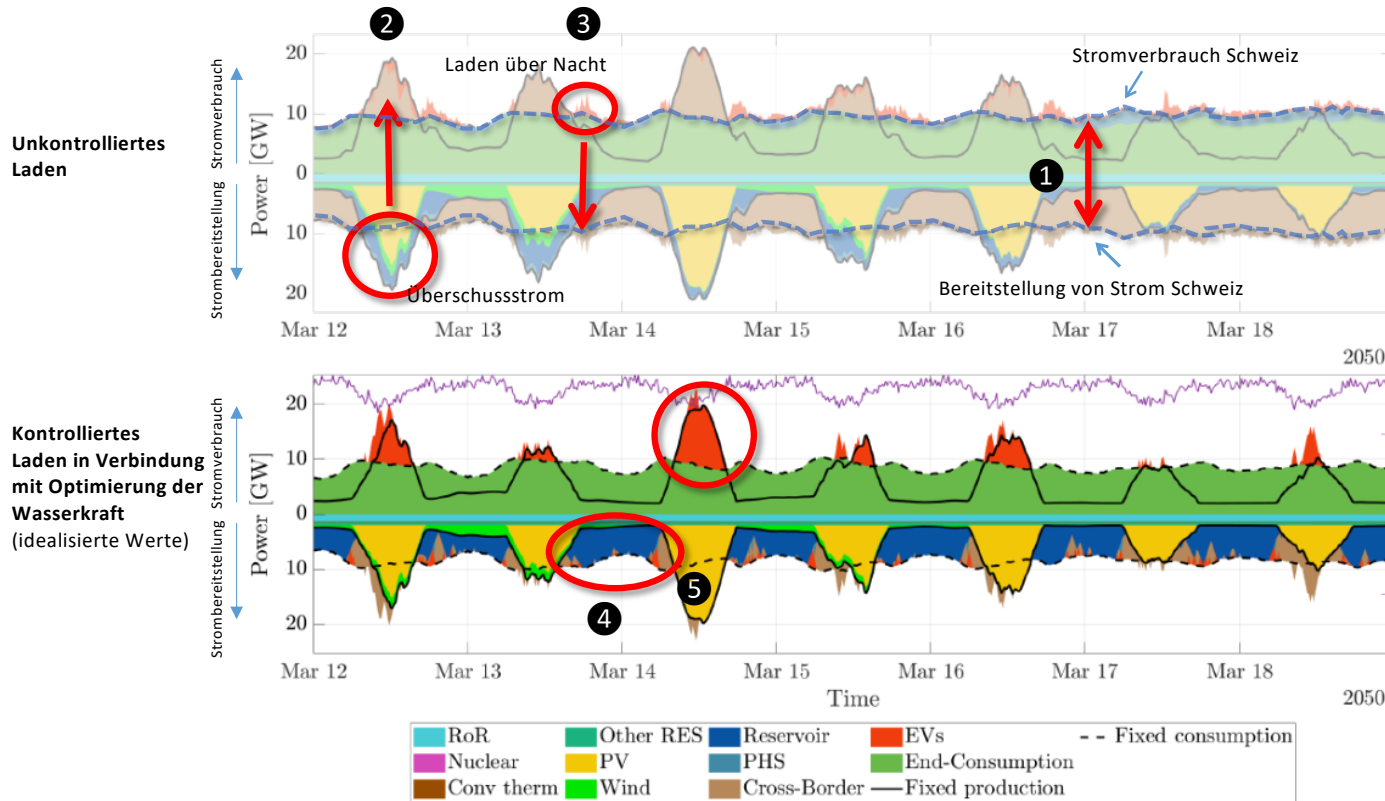 2
3
20
Stromverbrauch Schweiz
Laden über Nacht
Stromverbrauch
10
Unkontrolliertes
Laden
Power [GW]
0
1
Strombereitstellung
10
20
Überschussstrom
Bereitstellung von Strom Schweiz
Mar 12
Mar 13
Mar 14
Mar 15
Mar 16
Mar 17
Mar 18
2050
Kontrolliertes
Laden in Verbindung
mit Optimierung der
Wasserkraft
(idealisierte Werte)
Stromverbrauch
20
10
Power [GW]
0
Strombereitstellung
10
20
4
5
Mar 12
Mar 13
Mar 14
Mar 15
Mar 16
Mar 17
Mar 18
Time
2050
RoR
Other RES
Reservoir
EVs
Fixed consumption
Nuclear
PV
PHS
End-Consumption
Conv therm
Wind
Cross-Border
Fixed production